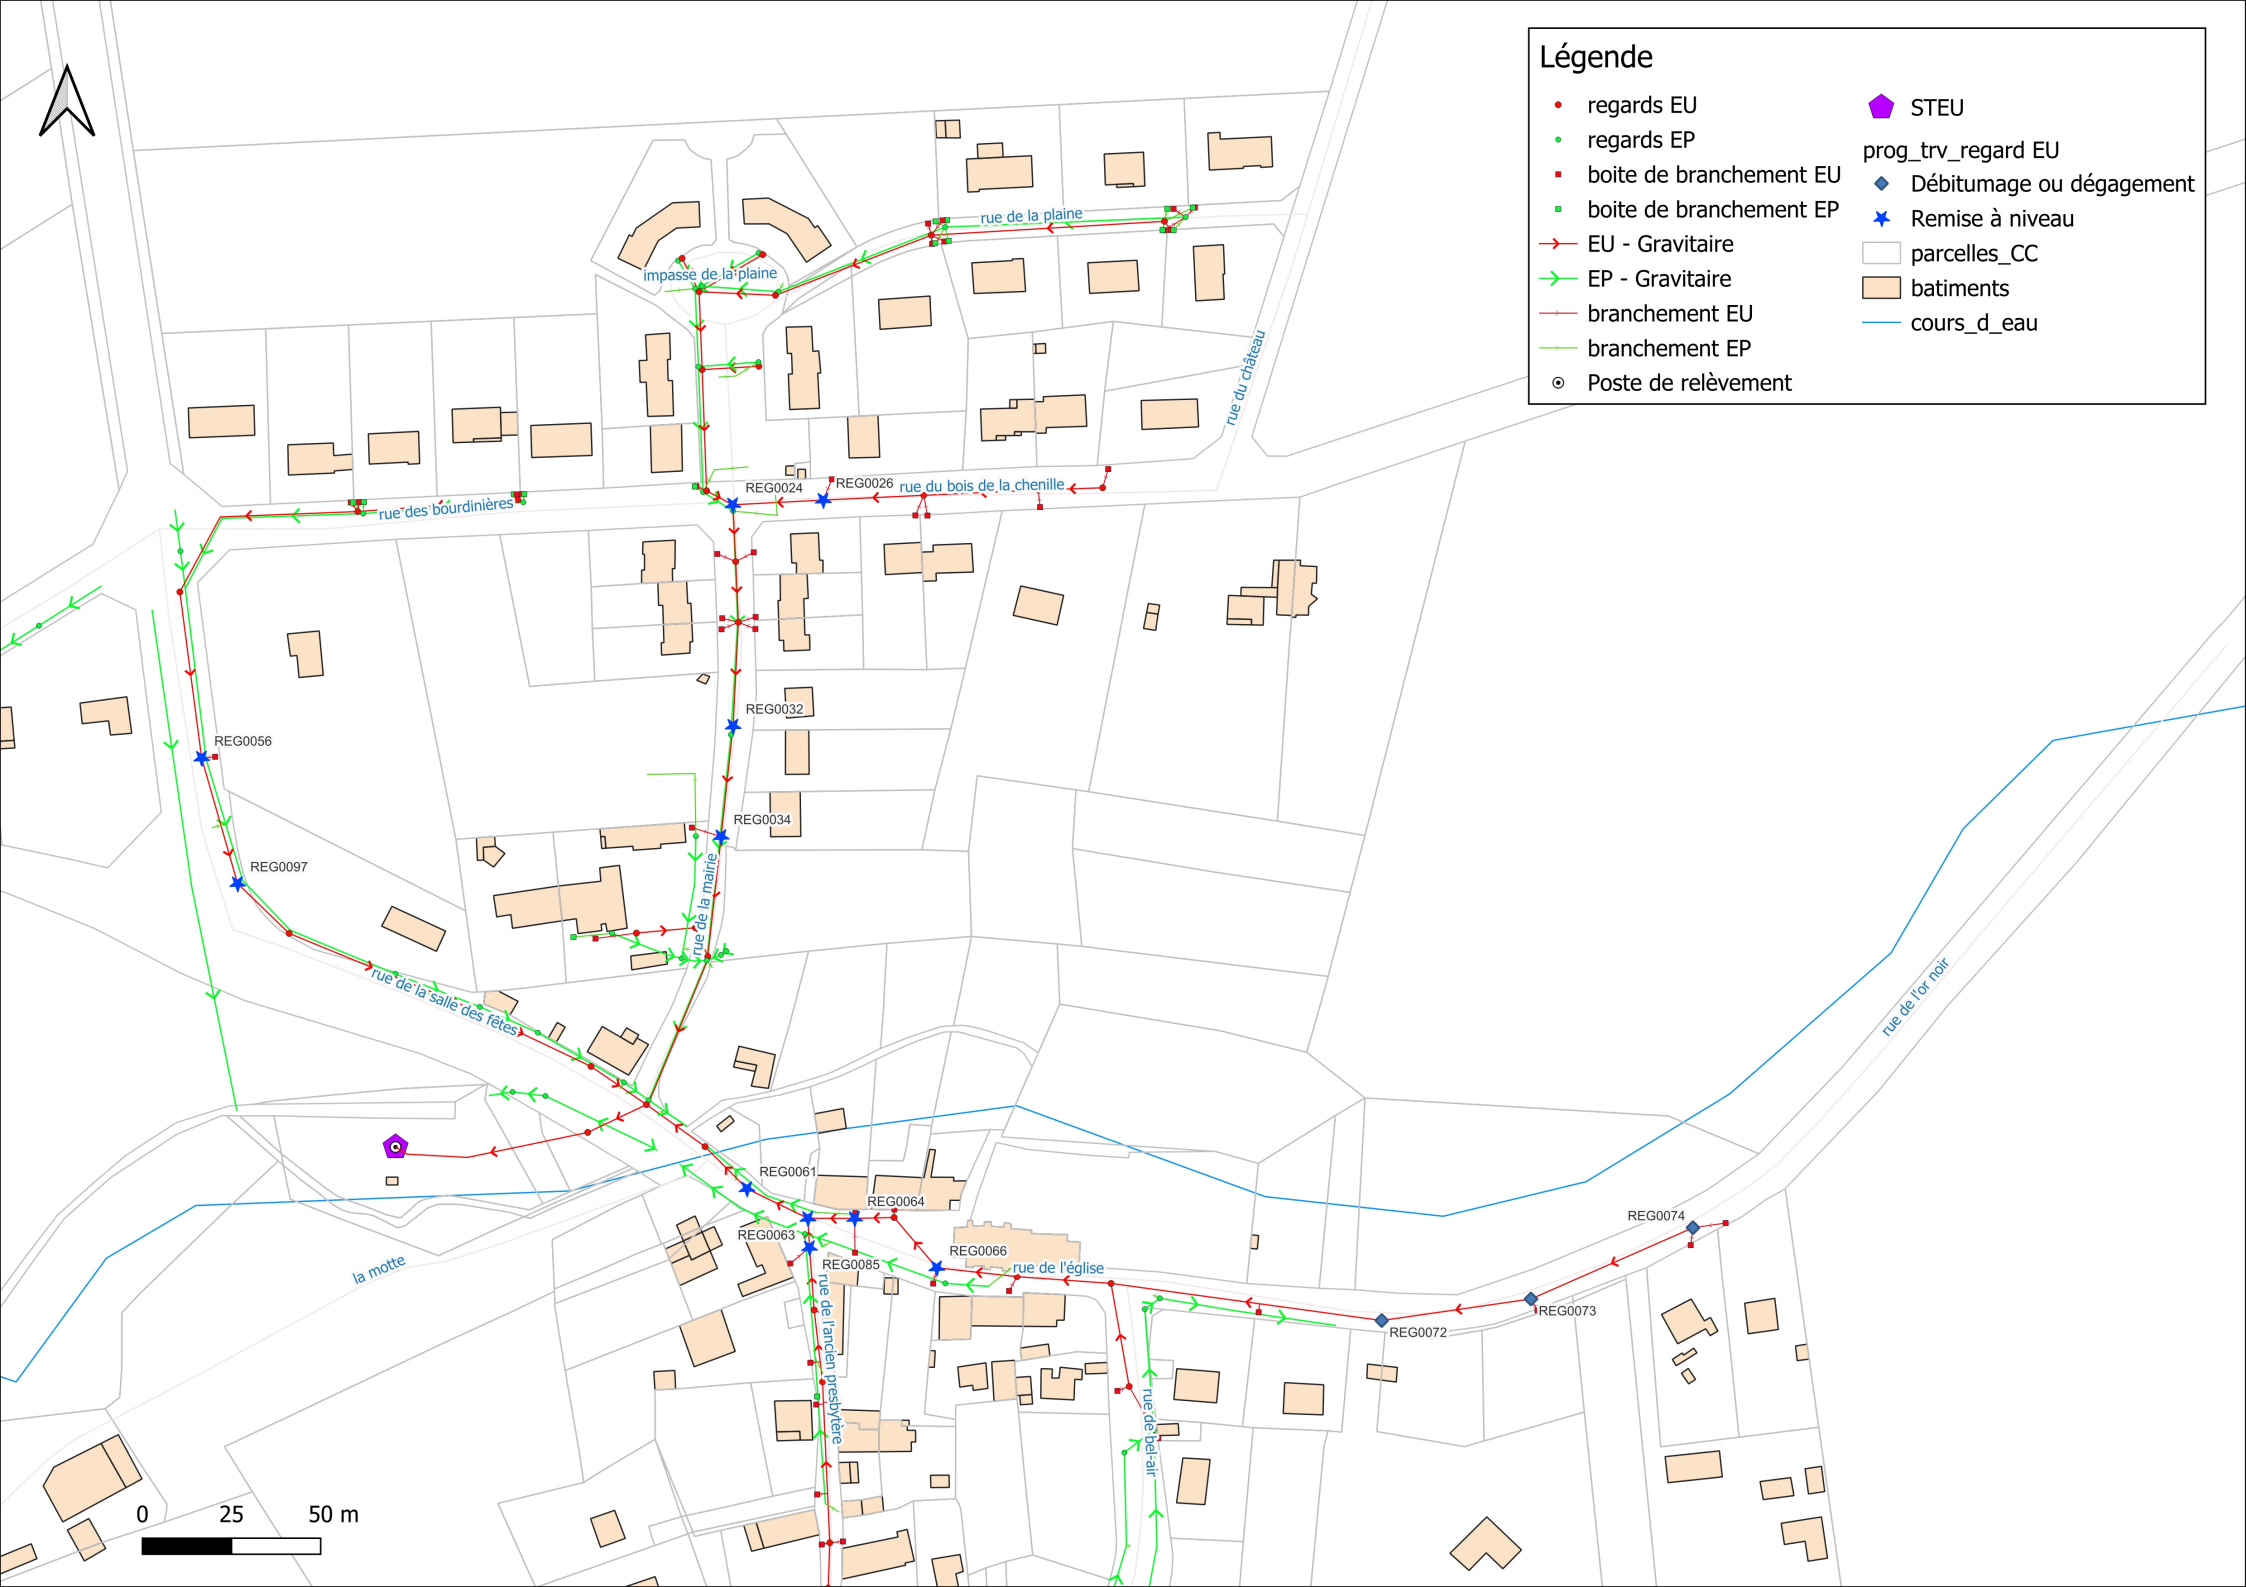 Légende
regards EU
regards EP
boite de branchement EU
boite de branchement EP
EU - Gravitaire
EP - Gravitaire
branchement EU
branchement EP
Poste de relèvement
STEU
prog_trv_regard EU
Débitumage ou dégagement
Remise à niveau
parcelles_CC
batiments
cours_d_eau
rue de la plaine
impasse de la plaine
rue du château
REG0024
REG0026
rue du bois de la chenille
rue des bourdinières
REG0032
REG0056
REG0034
REG0097
rue de la mairie
rue de la salle des fêtes
rue de l'or noir
REG0061
REG0064
REG0063
REG0085
REG0066
rue de l'église
REG0074
REG0073
REG0072
la motte
rue de l'ancien presbytère
rue de bel-air
0 25 50 m